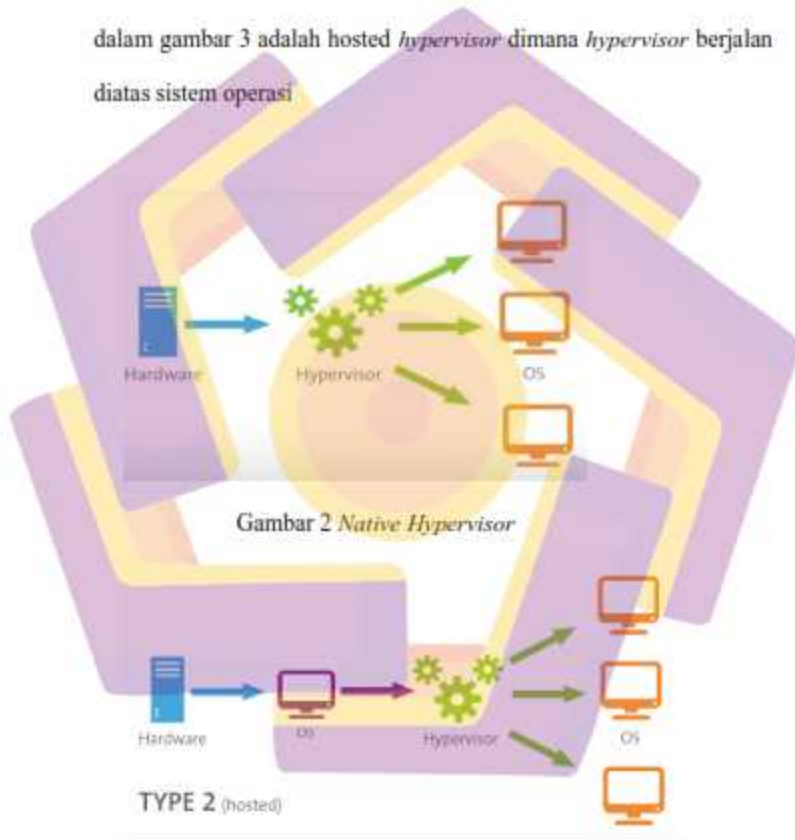 dalam gambar 3 adalah hosted hypervisor dimana hypervisor berjalan
diatas sistem operasi
Hardware Hypervisor OS
Gambar 2 Native Hypervisor
Hardware OS Hypervisor OS
TYPE 2 (hosted)